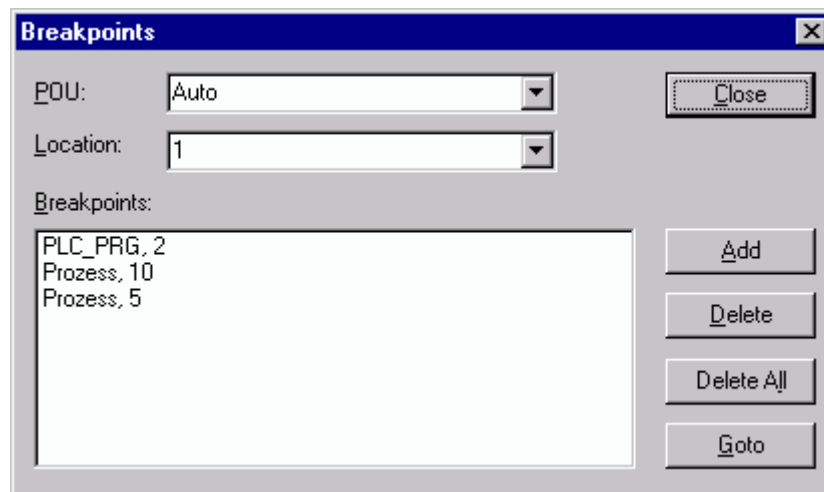 Breakpoints
POU:
Auto
Close
Location:
1
Breakpoints:
PLC_PRG, 2
Prozess, 10
Prozess, 5
Add
Delete
Delete All
Goto